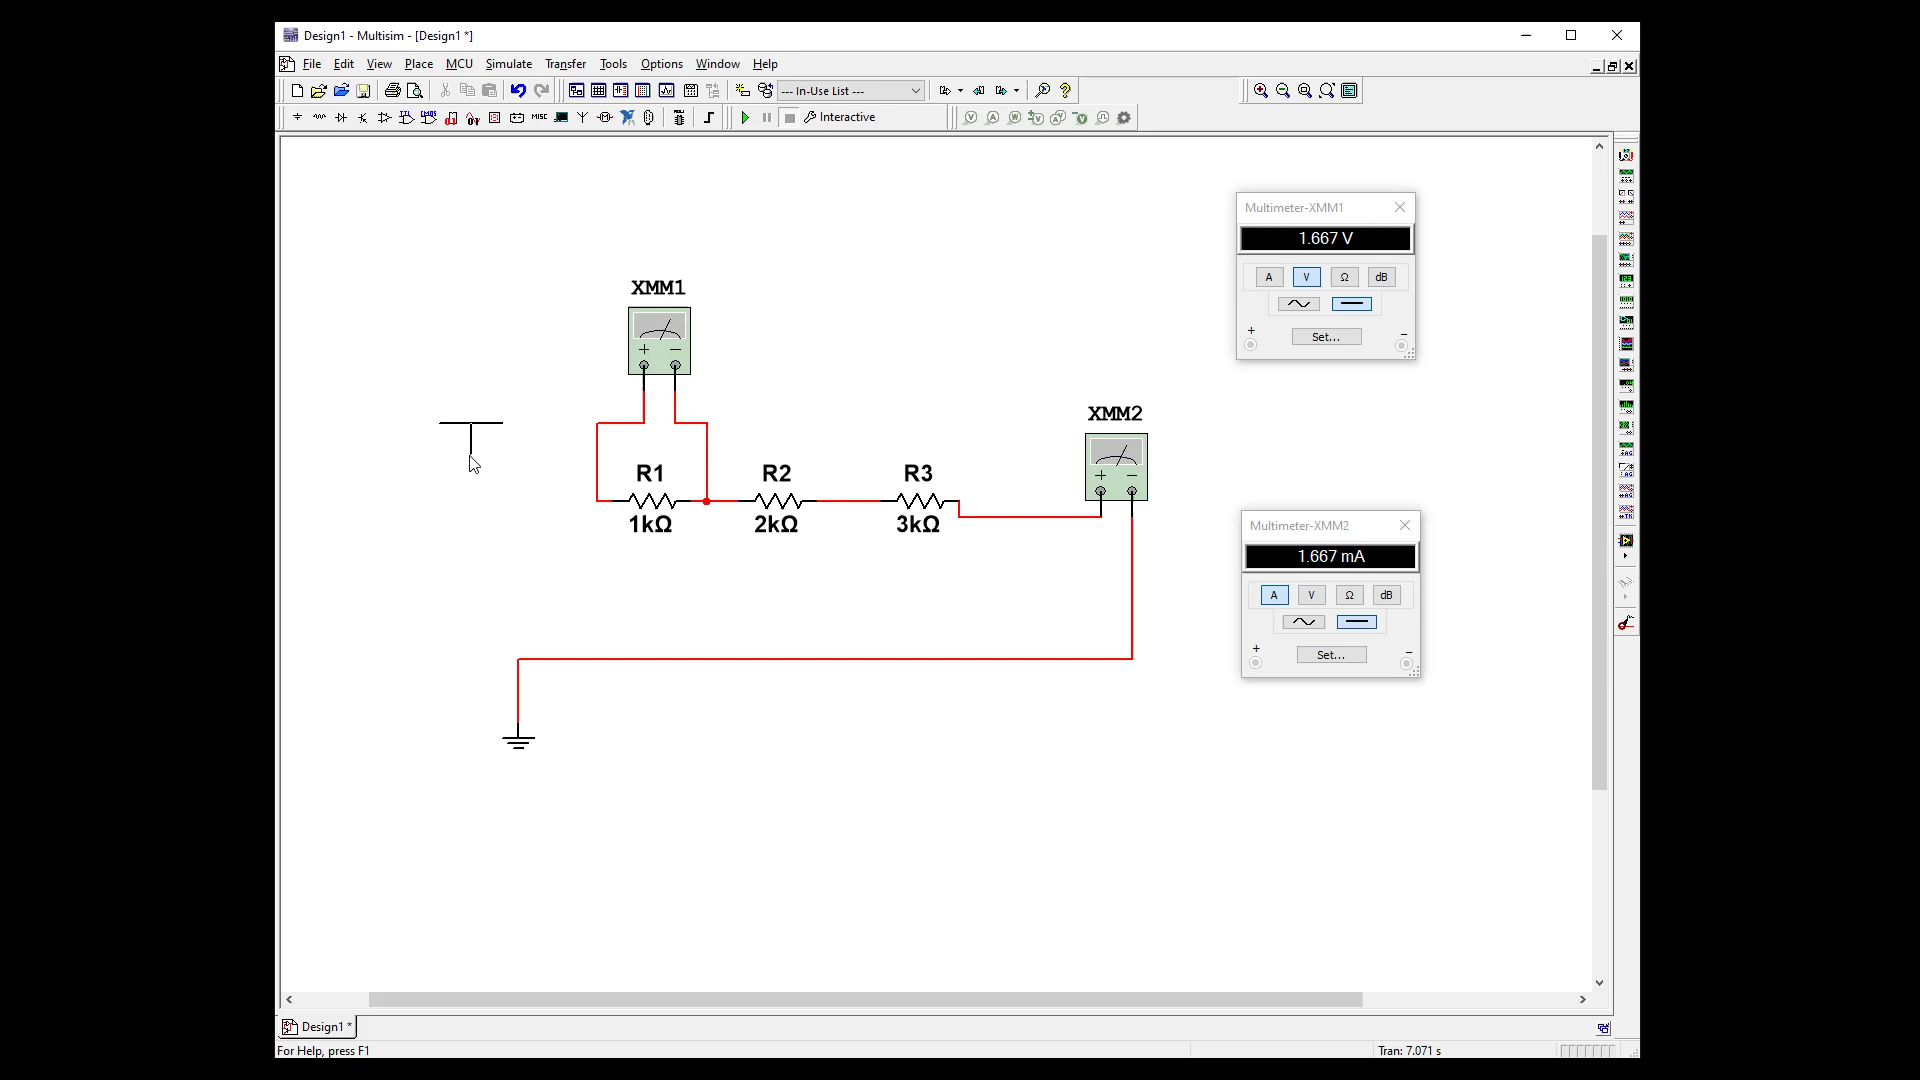 Design1 - Multisim - [Design1 *]
File Edit View Place MCU Simulate Transfer Tools Options Window Help
--- In-Use List ---
MISC Interactive
Multimeter-XMM1
1.667 V
A V Ω dB
+ −
Set...
XMM1
+ −
XMM2
+ −
R1 R2 R3
1kΩ 2kΩ 3kΩ
Multimeter-XMM2
1.667 mA
A V Ω dB
+ −
Set...
Design1 *
For Help, press F1 Tran: 7.071 s